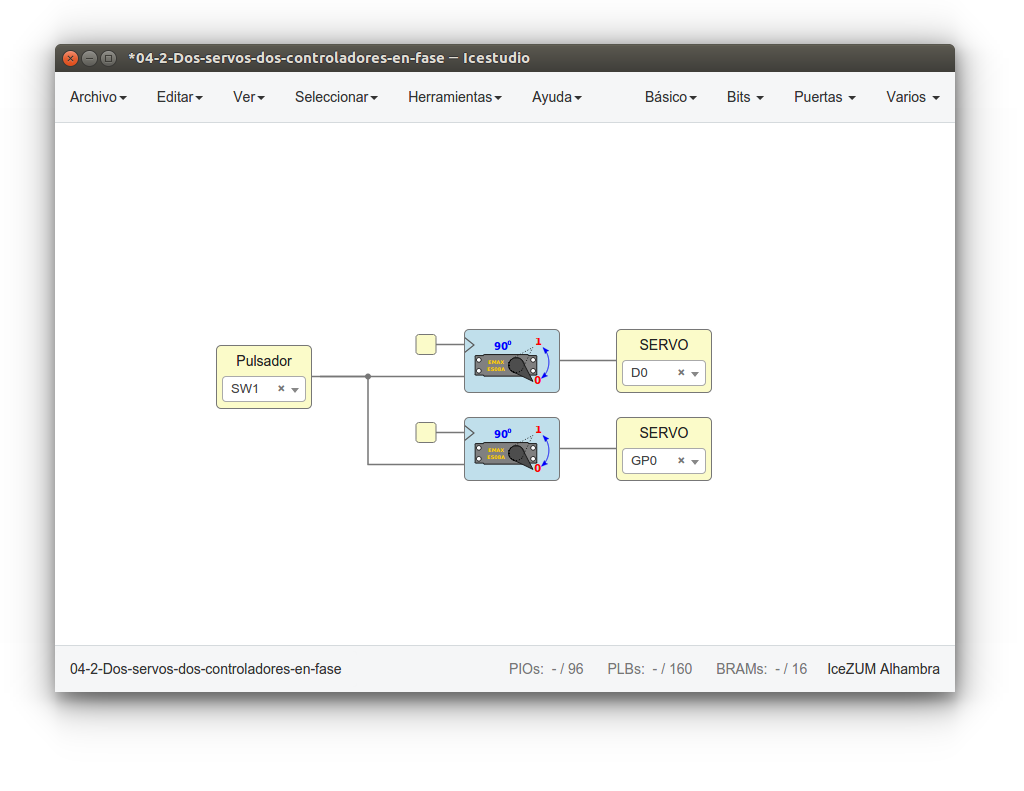 *04-2-Dos-servos-dos-controladores-en-fase – Icestudio
Archivo Editar Ver Seleccionar Herramientas Ayuda Básico Bits Puertas Varios
Pulsador
SW1
90º 1
EMAX
ES08A
0
SERVO
D0
90º 1
EMAX
ES08A
0
SERVO
GP0
04-2-Dos-servos-dos-controladores-en-fase PIOs: - / 96 PLBs: - / 160 BRAMs: - / 16 IceZUM Alhambra